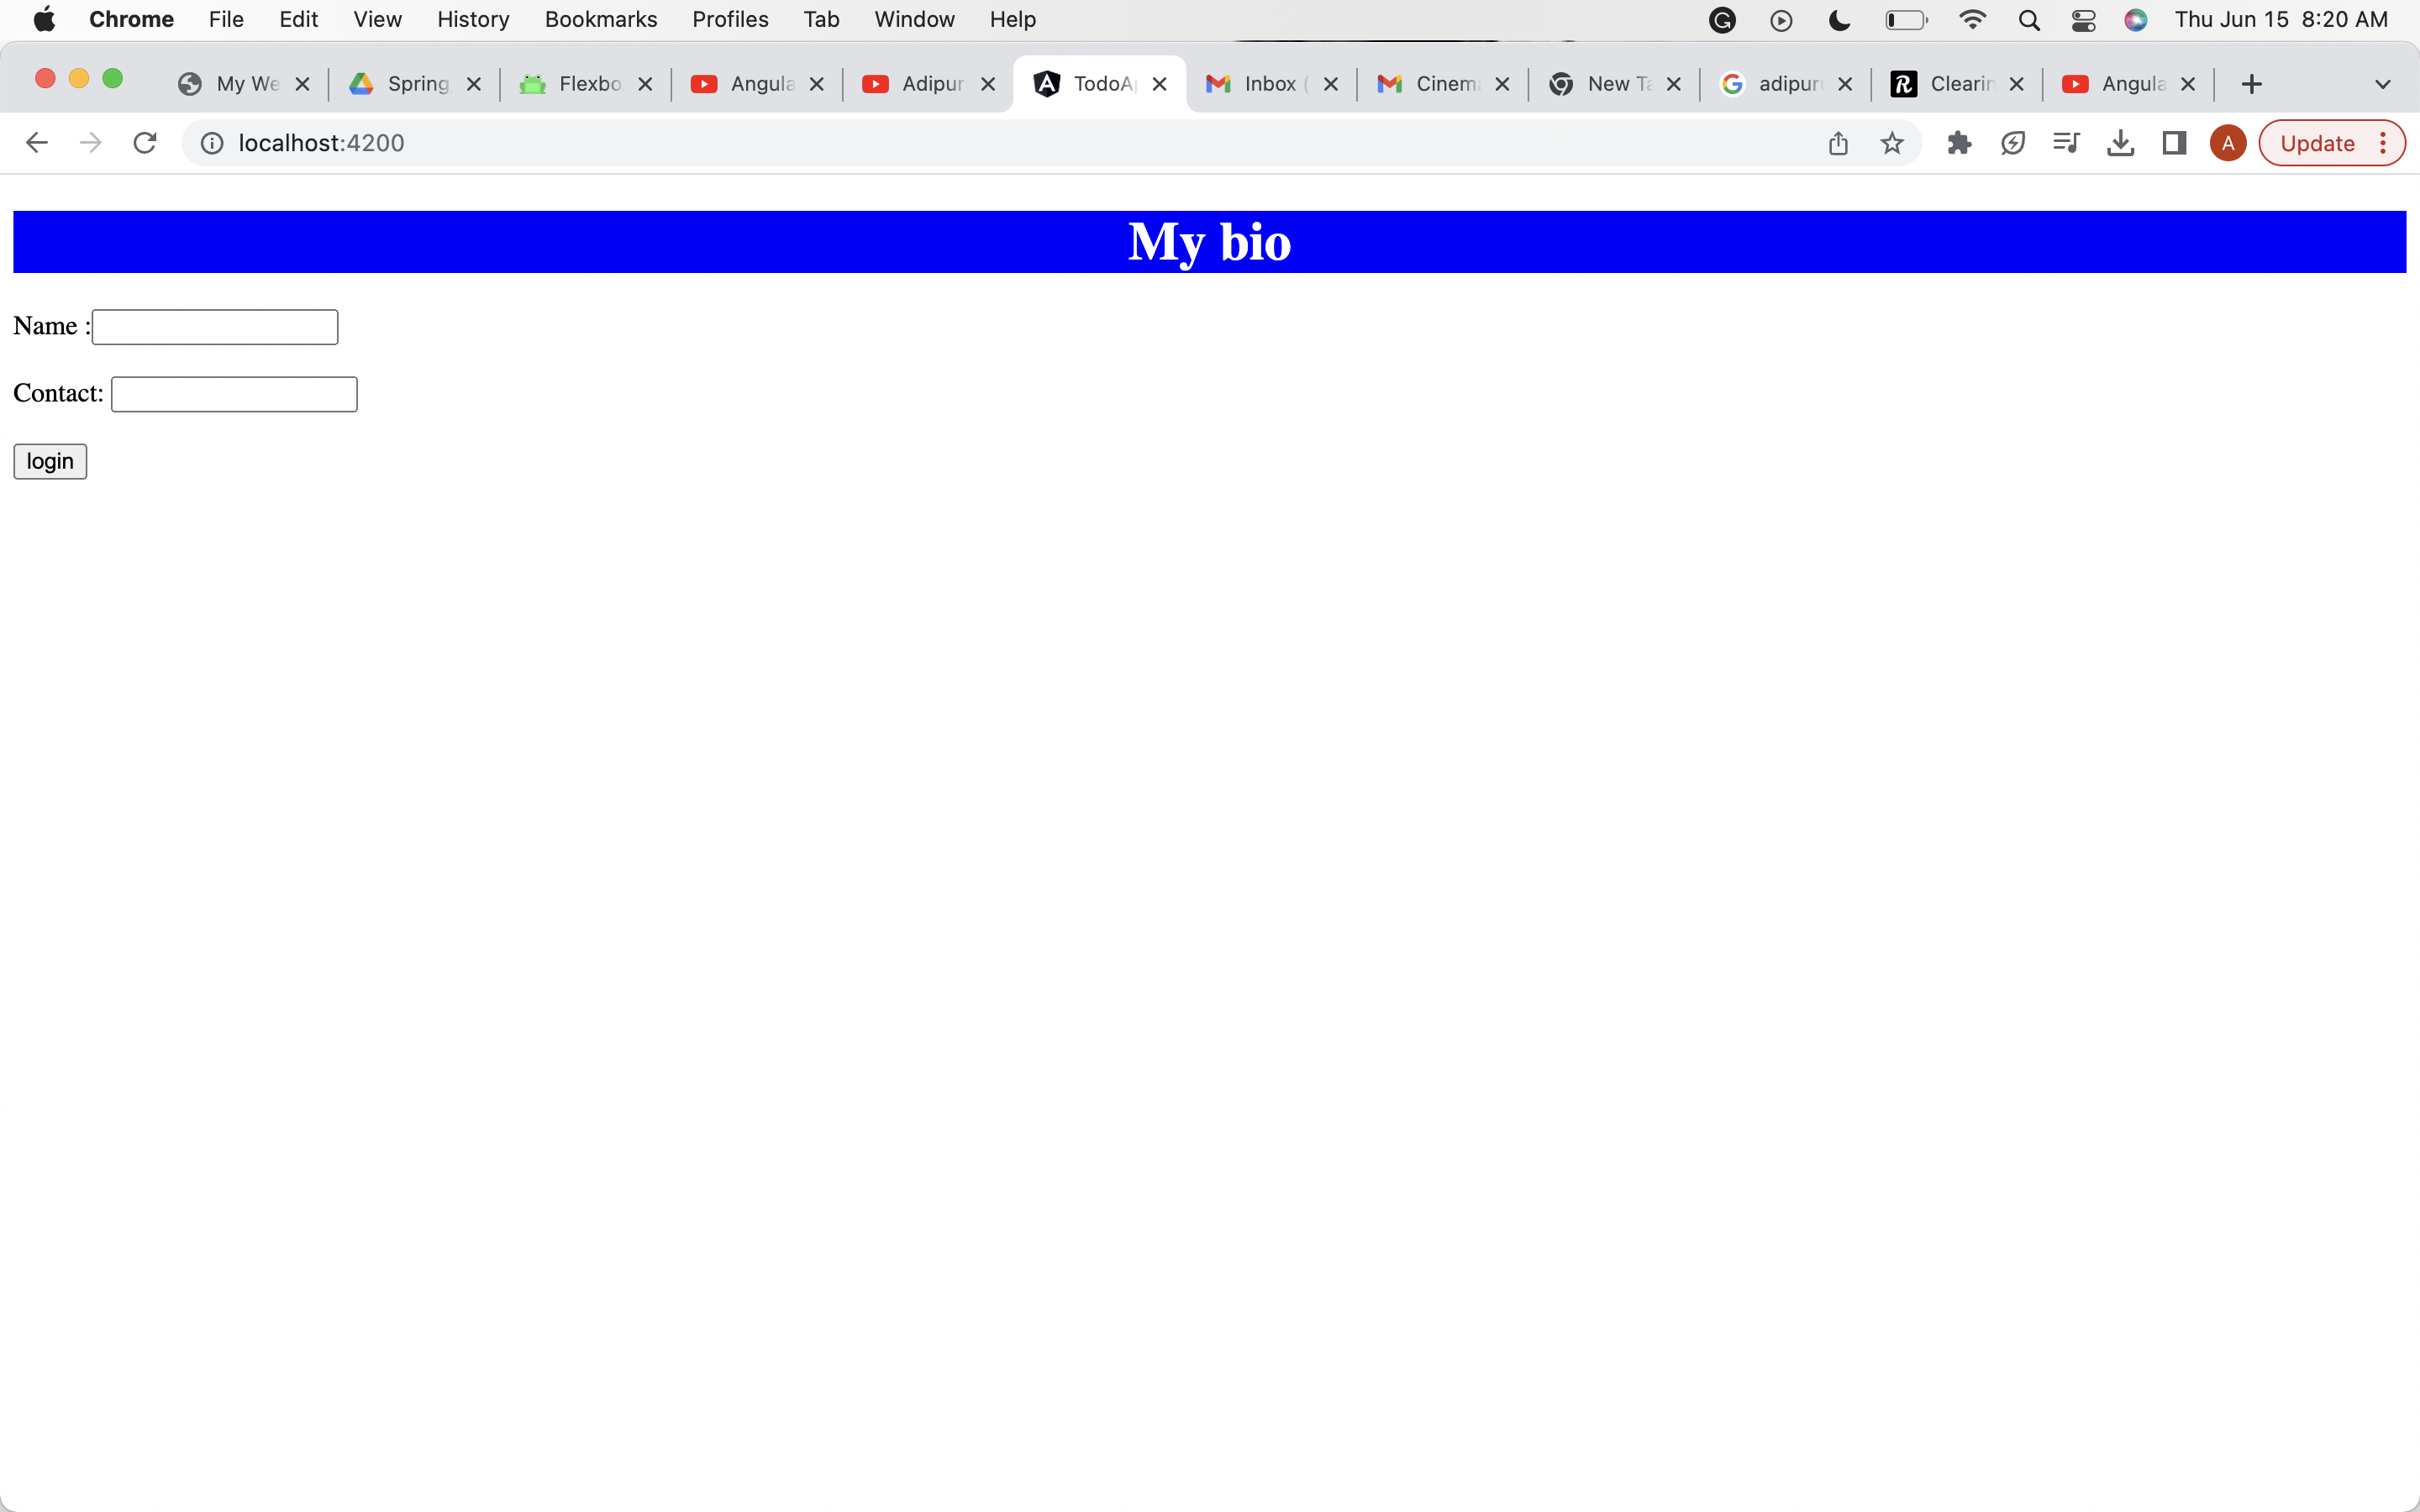 Chrome File Edit View History Bookmarks Profiles Tab Window Help Thu Jun 15 8:20 AM
My We Spring Flexbo Angula Adipur TodoA Inbox ( Cinem New Ta adipur Clearin Angula
localhost:4200 A Update
My bio
Name :
Contact:
login